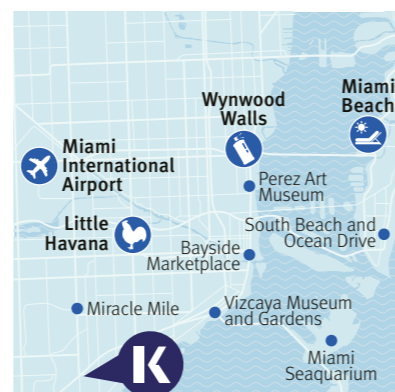 Miami
Beach
Wynwood
Walls
Miami
International
Airport
Perez Art
Museum
Little
Havana
South Beach and
Ocean Drive
Bayside
Marketplace
Miracle Mile
Vizcaya Museum
and Gardens
Miami
Seaquarium
K